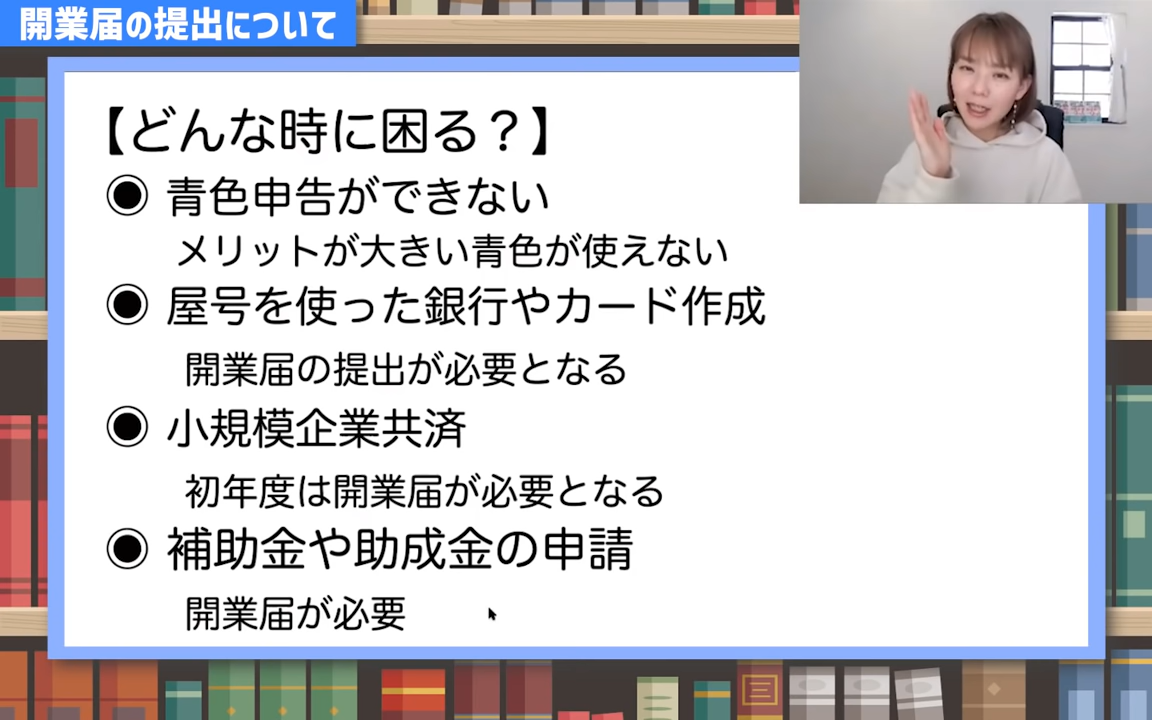 開業届の提出について
【どんな時に困る？】
◉ 青色申告ができない
メリットが大きい青色が使えない
◉ 屋号を使った銀行やカード作成
開業届の提出が必要となる
◉ 小規模企業共済
初年度は開業届が必要となる
◉ 補助金や助成金の申請
開業届が必要